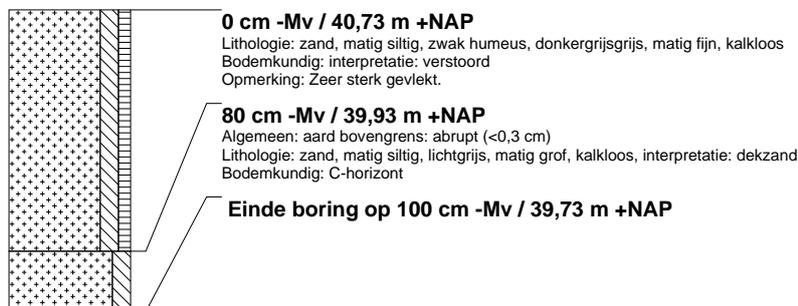 0 cm -Mv / 40,73 m +NAP
Lithologie: zand, matig siltig, zwak humeus, donkergrijsgrijs, matig fijn, kalkloos
Bodemkundig: interpretatie: verstoord
Opmerking: Zeer sterk gevlekt.
80 cm -Mv / 39,93 m +NAP
Algemeen: aard bovengrens: abrupt (<0,3 cm)
Lithologie: zand, matig siltig, lichtgrijs, matig grof, kalkloos, interpretatie: dekzand
Bodemkundig: C-horizont
Einde boring op 100 cm -Mv / 39,73 m +NAP